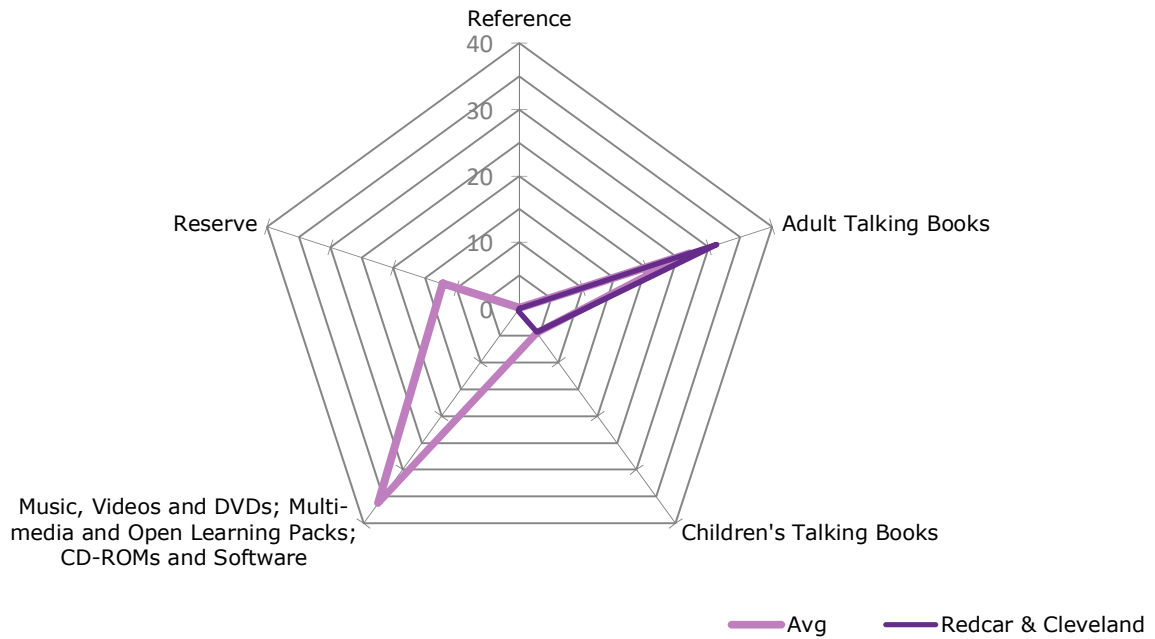 Reference
40
30
20
10
0
Reserve
Adult Talking Books
Music, Videos and DVDs; Multi-
media and Open Learning Packs;
CD-ROMs and Software
Children's Talking Books
Avg
Redcar & Cleveland